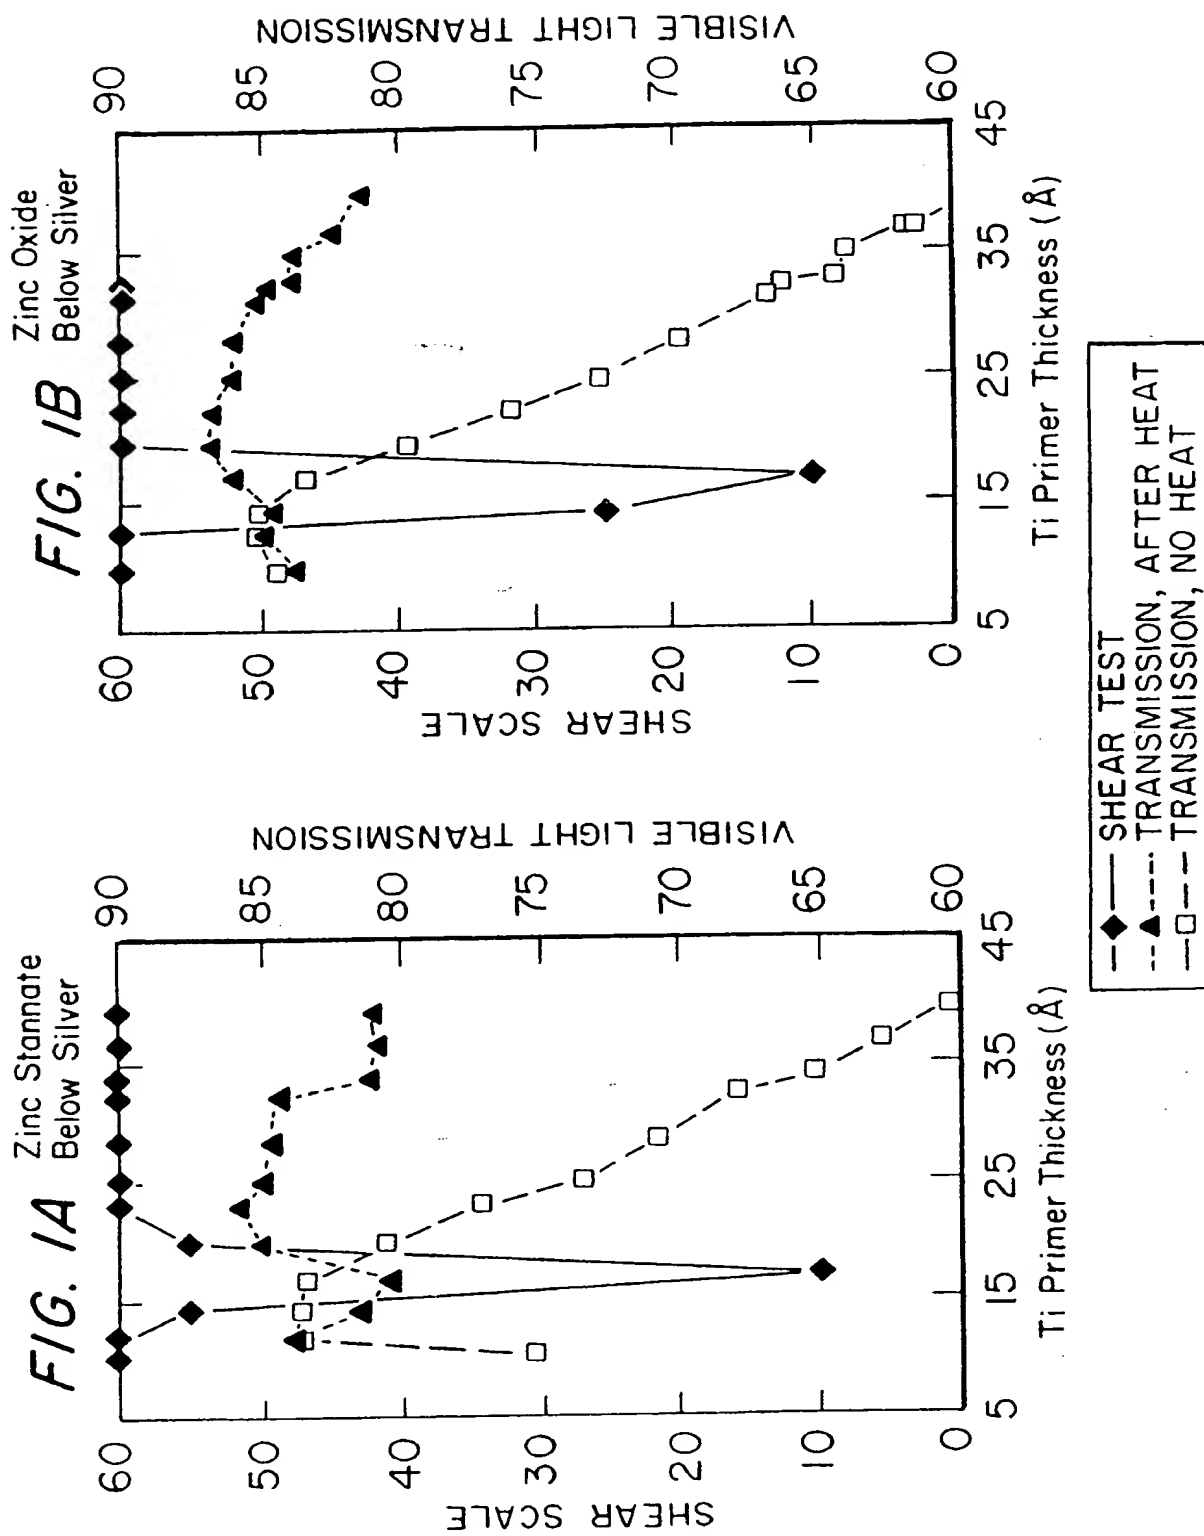 FIG. 1A
Zinc Stannate
Below Silver
SHEAR SCALE
60
50
40
30
20
10
0
VISIBLE LIGHT TRANSMISSION
90
85
80
75
70
65
60
5
15
25
35
45
Ti Primer Thickness (Å)
FIG. 1B
Zinc Oxide
Below Silver
SHEAR SCALE
60
50
40
30
20
10
0
VISIBLE LIGHT TRANSMISSION
90
85
80
75
70
65
60
5
15
25
35
45
Ti Primer Thickness (Å)
SHEAR TEST
TRANSMISSION, AFTER HEAT
TRANSMISSION, NO HEAT